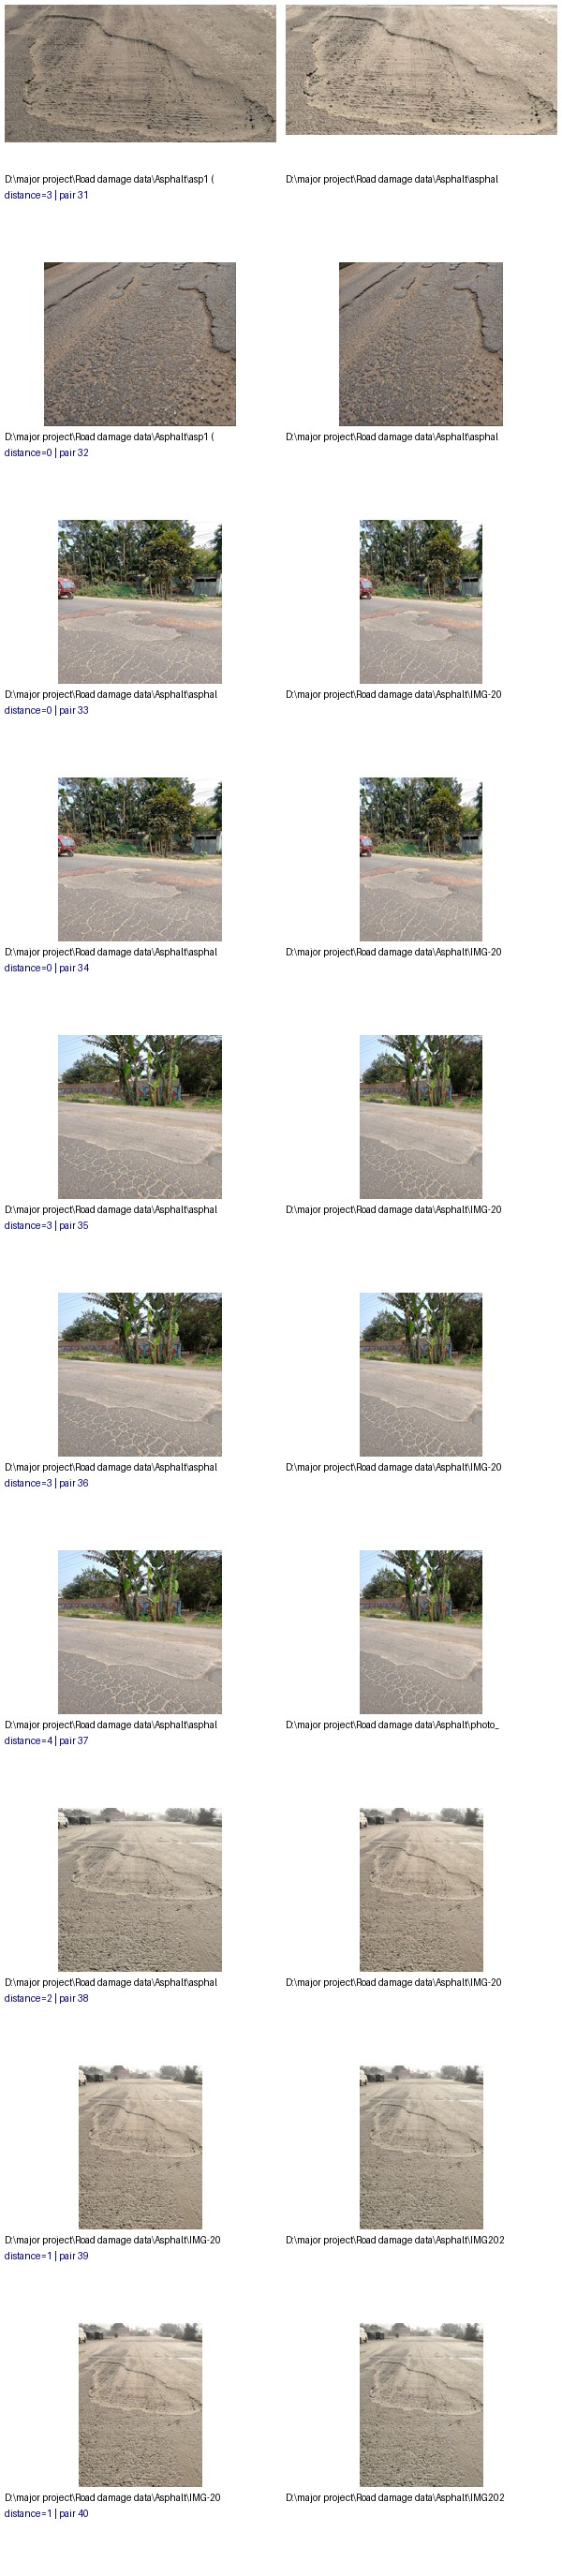 D:\major project\Road damage data\Asphalt\asp1 (
D:\major project\Road damage data\Asphalt\asphal
distance=3 | pair 31
D:\major project\Road damage data\Asphalt\asp1 (
D:\major project\Road damage data\Asphalt\asphal
distance=0 | pair 32
D:\major project\Road damage data\Asphalt\asphal
D:\major project\Road damage data\Asphalt\IMG-20
distance=0 | pair 33
D:\major project\Road damage data\Asphalt\asphal
D:\major project\Road damage data\Asphalt\IMG-20
distance=0 | pair 34
D:\major project\Road damage data\Asphalt\asphal
D:\major project\Road damage data\Asphalt\IMG-20
distance=3 | pair 35
D:\major project\Road damage data\Asphalt\asphal
D:\major project\Road damage data\Asphalt\IMG-20
distance=3 | pair 36
D:\major project\Road damage data\Asphalt\asphal
D:\major project\Road damage data\Asphalt\photo_
distance=4 | pair 37
D:\major project\Road damage data\Asphalt\asphal
D:\major project\Road damage data\Asphalt\IMG-20
distance=2 | pair 38
D:\major project\Road damage data\Asphalt\IMG-20
D:\major project\Road damage data\Asphalt\IMG202
distance=1 | pair 39
D:\major project\Road damage data\Asphalt\IMG-20
D:\major project\Road damage data\Asphalt\IMG202
distance=1 | pair 40